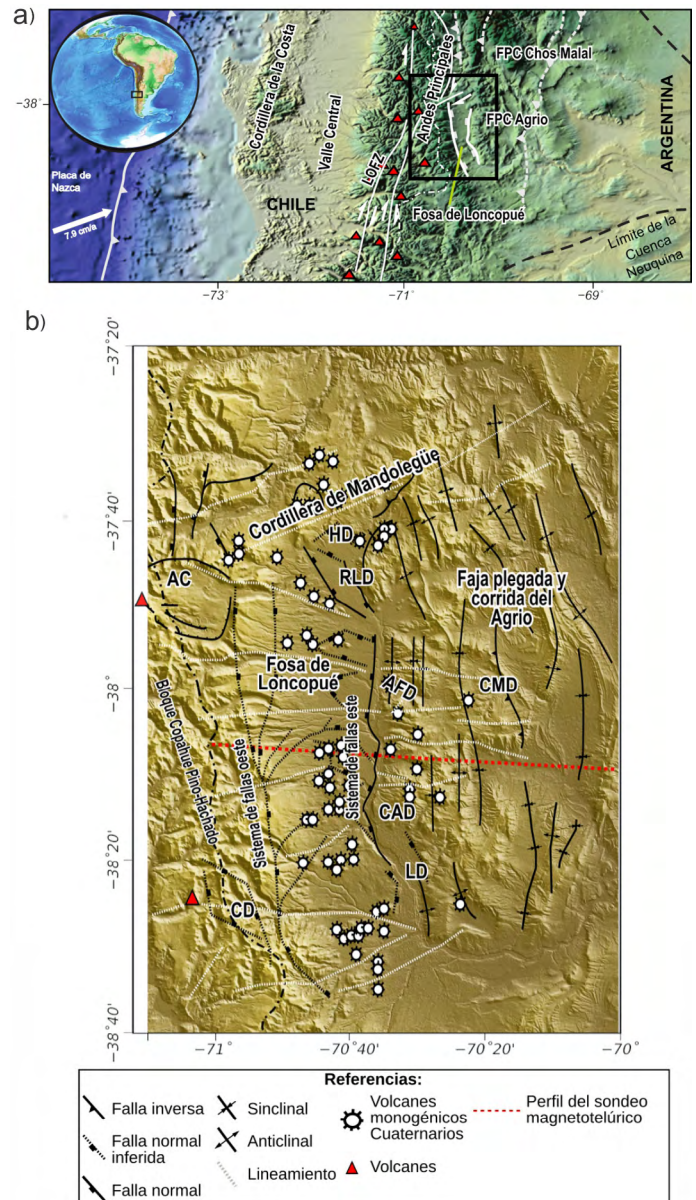 a)
-38°
Placa de
Nazca
7.9 cm/a
Cordillera de la Costa
Valle Central
CHILE
LOFZ
Andes Principales
FPC Chos Malal
FPC Agrio
Fosa de Loncopué
ARGENTINA
Límite de la
Cuenca
Neuquina
-73°
-71°
-69°
b)
-37°20'
-37°40'
-38°
-38°20'
-38°40'
Cordillera de Mandolegüe
HD
RLD
AC
Faja plegada y
corrida del
Agrio
Fosa de
Loncopué
AFD
CMD
Bloque Copahue Pino-Hachado
Sistema de fallas oeste
Sistema de fallas este
CAD
LD
CD
-71°
-70°40'
-70°20'
-70°
Referencias:
Falla inversa
Falla normal
inferida
Falla normal
Sinclinal
Anticlinal
Lineamiento
Volcanes
monogénicos
Cuaternarios
Volcanes
Perfil del sondeo
magnetotelúrico